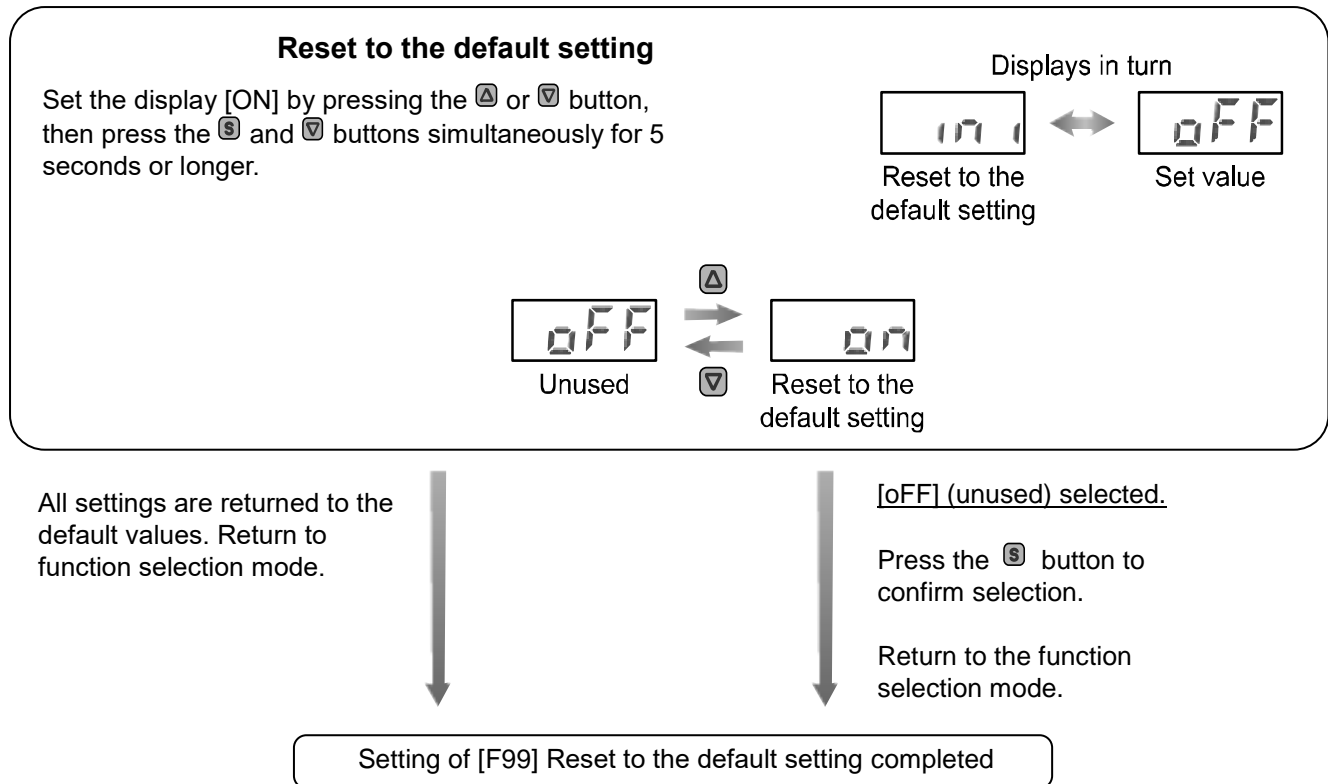 Reset to the default setting
Set the display [ON] by pressing the △ or ▽ button,
then press the S and ▽ buttons simultaneously for 5
seconds or longer.
Displays in turn
ini
oFF
Reset to the
default setting
Set value
△
oFF
on
Unused
▽
Reset to the
default setting
All settings are returned to the
default values. Return to
function selection mode.
[oFF] (unused) selected.
Press the S button to
confirm selection.
Return to the function
selection mode.
Setting of [F99] Reset to the default setting completed